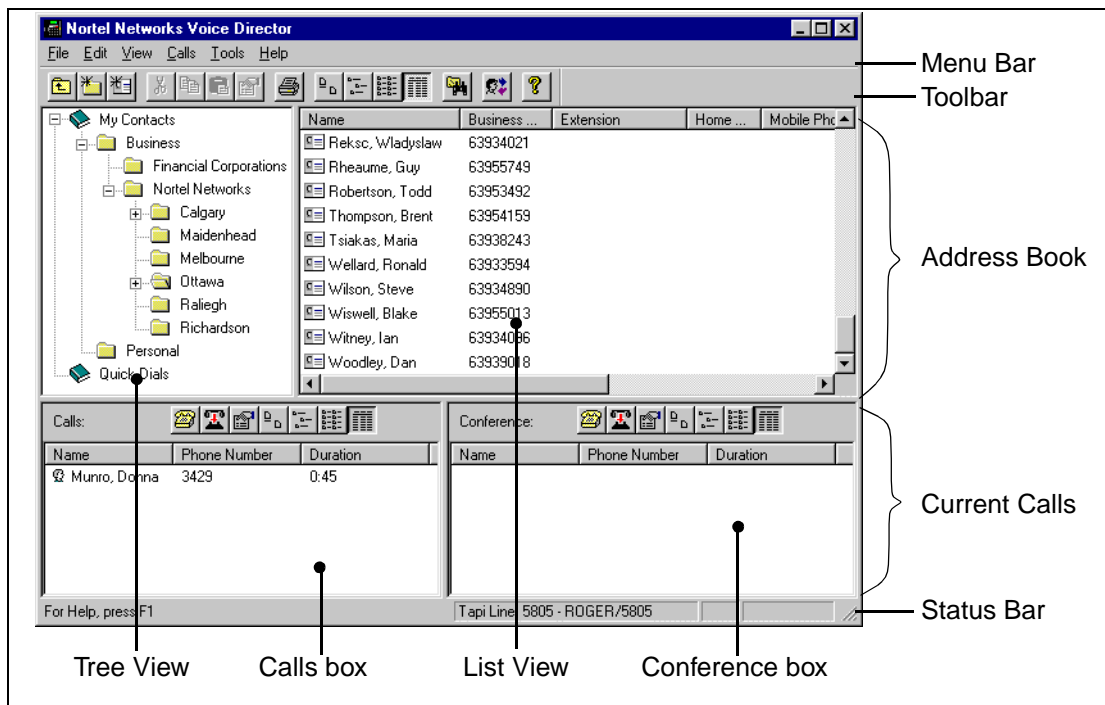 Nortel Networks Voice Director
File Edit View Calls Tools Help
Menu Bar
Toolbar
My Contacts
Business
Financial Corporations
Nortel Networks
Calgary
Maidenhead
Melbourne
Ottawa
Raliegh
Richardson
Personal
Quick Dials
Name Business ... Extension Home ... Mobile Pho
Reksc, Wladyslaw 63934021
Rheaume, Guy 63955749
Robertson, Todd 63953492
Thompson, Brent 63954159
Tsiakas, Maria 63938243
Wellard, Ronald 63933594
Wilson, Steve 63934890
Wiswell, Blake 63955013
Witney, Ian 63934096
Woodley, Dan 63939018
Address Book
Calls:
Name Phone Number Duration
Munro, Donna 3429 0:45
Conference:
Name Phone Number Duration
Current Calls
For Help, press F1
Tapi Line: 5805 - ROGER/5805
Status Bar
Tree View Calls box List View Conference box